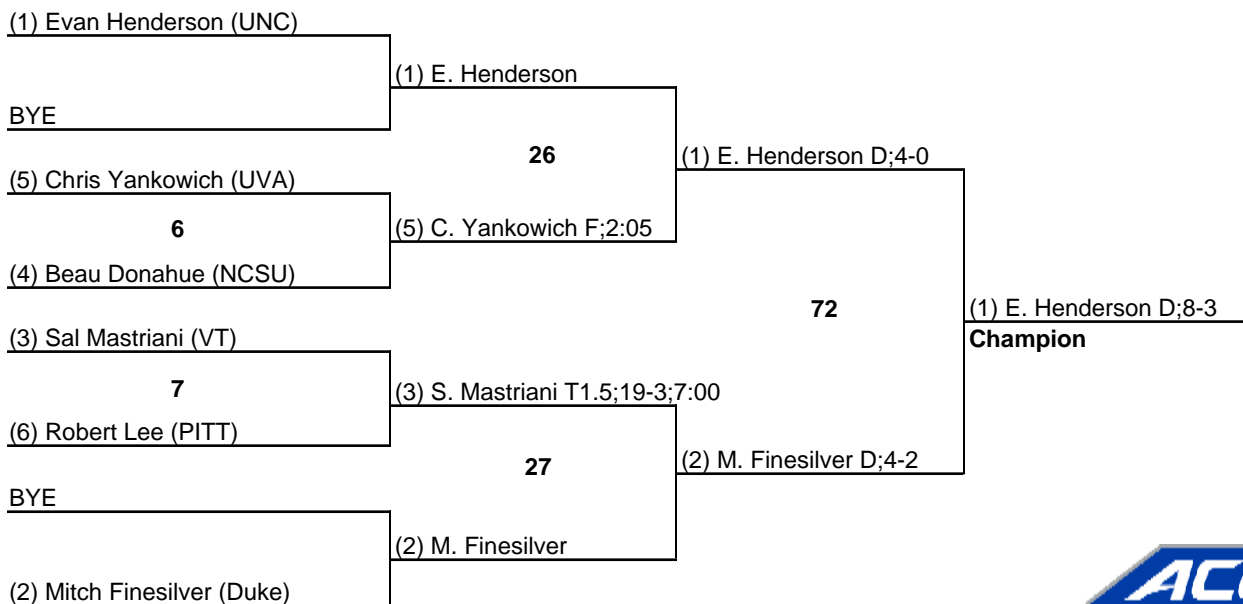 (1) Evan Henderson (UNC)
(1) E. Henderson
BYE
26
(1) E. Henderson D;4-0
(5) Chris Yankowich (UVA)
6
(5) C. Yankowich F;2:05
(4) Beau Donahue (NCSU)
72
(1) E. Henderson D;8-3
Champion
(3) Sal Mastriani (VT)
7
(3) S. Mastriani T1.5;19-3;7:00
(6) Robert Lee (PITT)
27
(2) M. Finesilver D;4-2
BYE
(2) M. Finesilver
(2) Mitch Finesilver (Duke)
ACC